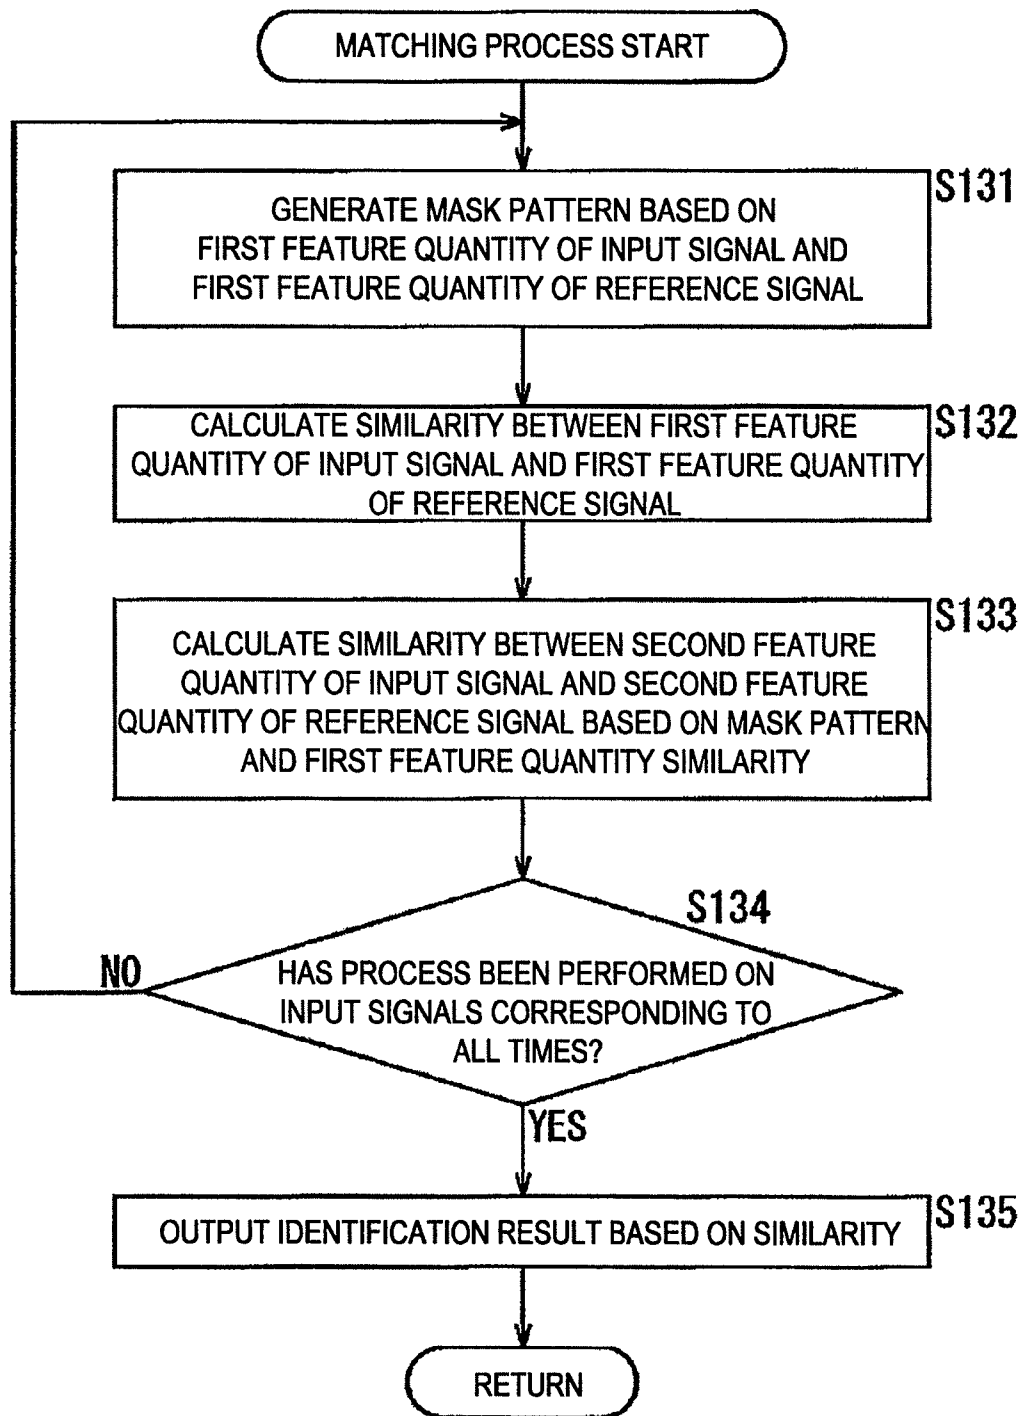 MATCHING PROCESS START
S131
GENERATE MASK PATTERN BASED ON
FIRST FEATURE QUANTITY OF INPUT SIGNAL AND
FIRST FEATURE QUANTITY OF REFERENCE SIGNAL
S132
CALCULATE SIMILARITY BETWEEN FIRST FEATURE
QUANTITY OF INPUT SIGNAL AND FIRST FEATURE QUANTITY
OF REFERENCE SIGNAL
S133
CALCULATE SIMILARITY BETWEEN SECOND FEATURE
QUANTITY OF INPUT SIGNAL AND SECOND FEATURE
QUANTITY OF REFERENCE SIGNAL BASED ON MASK PATTERN
AND FIRST FEATURE QUANTITY SIMILARITY
S134
NO
HAS PROCESS BEEN PERFORMED ON
INPUT SIGNALS CORRESPONDING TO
ALL TIMES?
YES
S135
OUTPUT IDENTIFICATION RESULT BASED ON SIMILARITY
RETURN